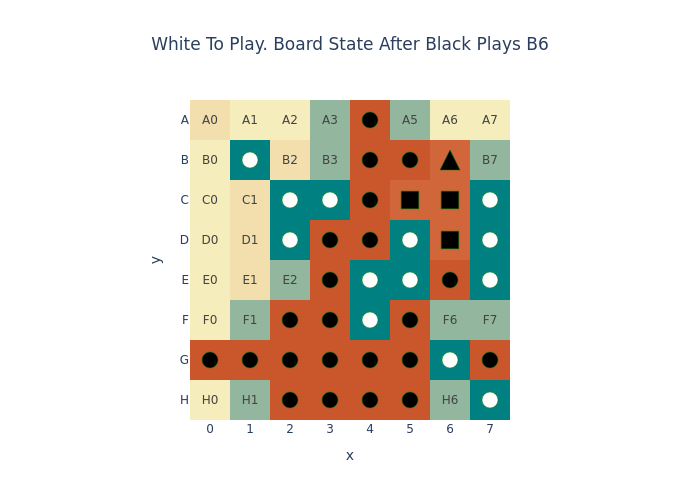 White To Play. Board State After Black Plays B6
A A0 A1 A2 A3 A5 A6 A7
B B0 B2 B3 B7
C C0 C1
D D0 D1
E E0 E1 E2
F F0 F1 F6 F7
G
H H0 H1 H6
0 1 2 3 4 5 6 7
x
y